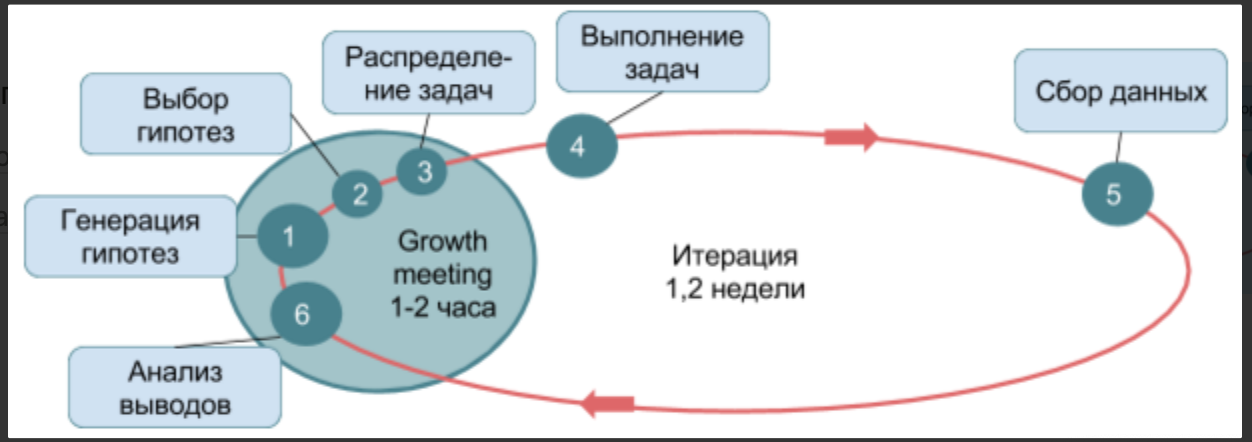 Генерация
гипотез
1
Выбор
гипотез
2
Распределе-
ние задач
3
Выполнение
задач
4
Сбор данных
5
Анализ
выводов
6
Growth
meeting
1-2 часа
Итерация
1,2 недели